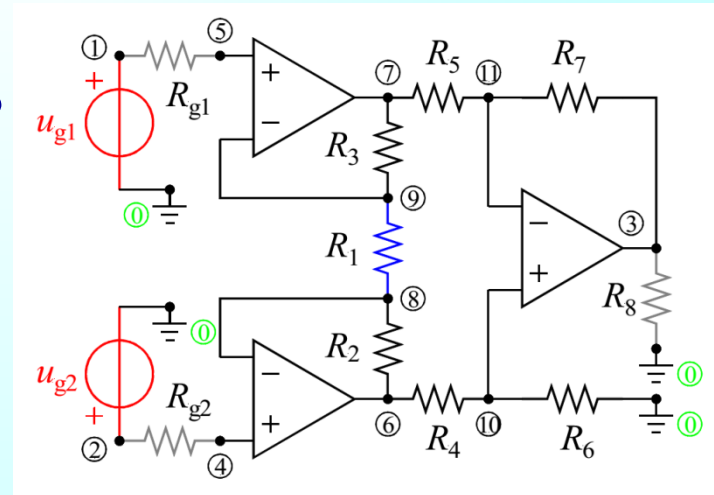 ① ⑤ ⑦ R5 ⑪ R7
+ Rg1 +
ug1 − R3
⓪ ⑨ − ③
R1 +
⓪ ⑧ R8
ug2 − R2 ⓪
+ Rg2 +
② ④ ⑥ R4 ⑩ R6 ⓪